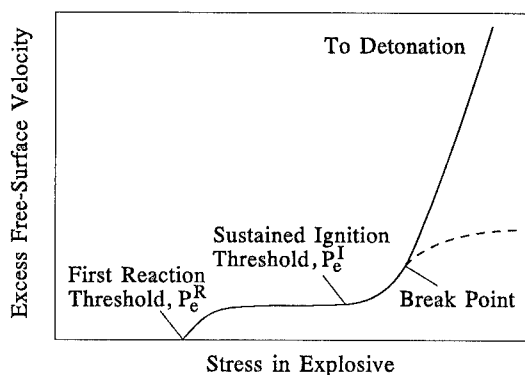 Excess Free-Surface Velocity
To Detonation
Sustained Ignition
Threshold, P_e^I
First Reaction
Threshold, P_e^R
Break Point
Stress in Explosive